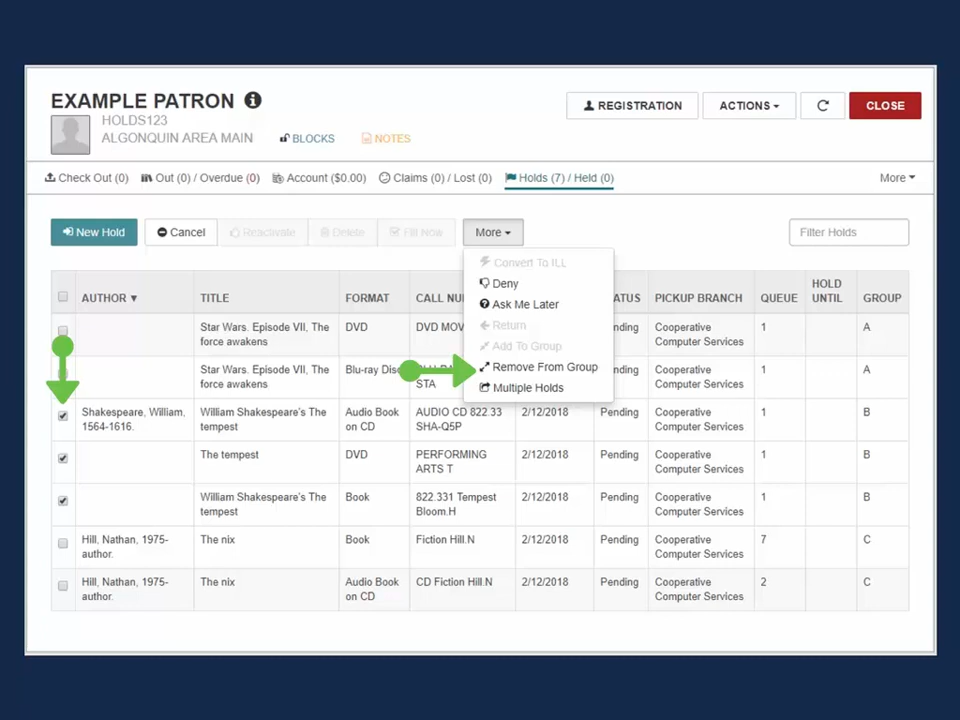 EXAMPLE PATRON
HOLDS123
ALGONQUIN AREA MAIN
BLOCKS
NOTES
REGISTRATION
ACTIONS
CLOSE
Check Out (0) Out (0) / Overdue (0) Account ($0.00) Claims (0) / Lost (0) Holds (7) / Held (0) More
New Hold Cancel Reactivate Delete Fill Now More Filter Holds
Convert To ILL
Deny
Ask Me Later
Return
Add To Group
Remove From Group
Multiple Holds
AUTHOR TITLE FORMAT CALL NU ATUS PICKUP BRANCH QUEUE HOLD UNTIL GROUP
Star Wars. Episode VII, The DVD DVD MOV nding Cooperative 1 A
force awakens Computer Services
Star Wars. Episode VII, The Blu-ray Disc nding Cooperative 1 A
force awakens STA Computer Services
Shakespeare, William, William Shakespeare's The Audio Book AUDIO CD 822.33 2/12/2018 Pending Cooperative 1 B
1564-1616. tempest on CD SHA-Q5P Computer Services
The tempest DVD PERFORMING 2/12/2018 Pending Cooperative 1 B
ARTS T Computer Services
William Shakespeare's The Book 822.331 Tempest 2/12/2018 Pending Cooperative 1 B
tempest Bloom.H Computer Services
Hill, Nathan, 1975- The nix Book Fiction Hill.N 2/12/2018 Pending Cooperative 7 C
author. Computer Services
Hill, Nathan, 1975- The nix Audio Book CD Fiction Hill.N 2/12/2018 Pending Cooperative 2 C
author. on CD Computer Services